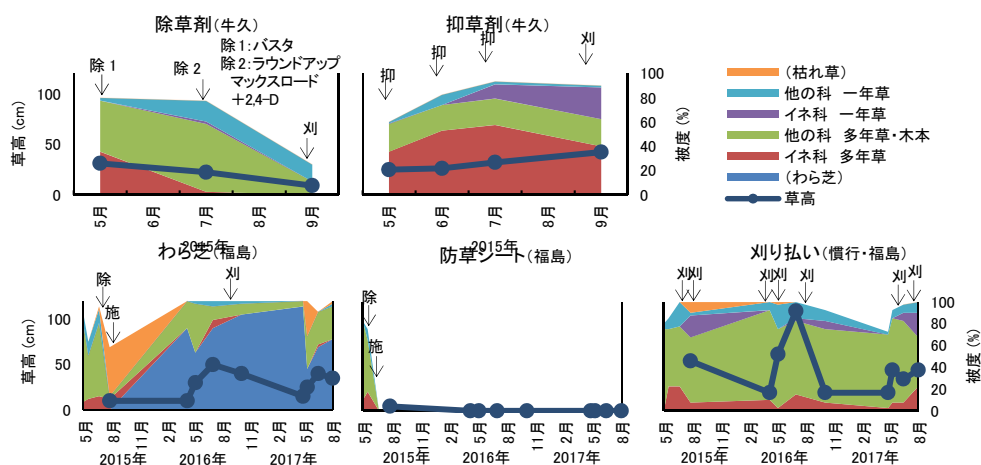 除草剤(牛久)
抑草剤(牛久)
除1:バスタ
除2:ラウンドアップ
マックスロード
+2,4-D
除1
除2
刈
抑
抑
抑
刈
草高 (cm)
100
50
0
5月 6月 7月 8月 9月
2015年
5月 6月 7月 8月 9月
2015年
100
80
60
40
20
0
被度 (%)
(枯れ草)
他の科 一年草
イネ科 一年草
他の科 多年草・木本
イネ科 多年草
(わら芝)
草高
わら芝(福島)
防草シート(福島)
刈り払い(慣行・福島)
除
施
刈
除
施
刈刈
刈刈
刈
刈
刈
草高 (cm)
100
50
0
5月 8月 11月 2月 5月 8月 11月 2月 5月 8月
2015年 2016年 2017年
5月 8月 11月 2月 5月 8月 11月 2月 5月 8月
2015年 2016年 2017年
5月 8月 11月 2月 5月 8月 11月 2月 5月 8月
2015年 2016年 2017年
100
80
60
40
20
0
被度 (%)